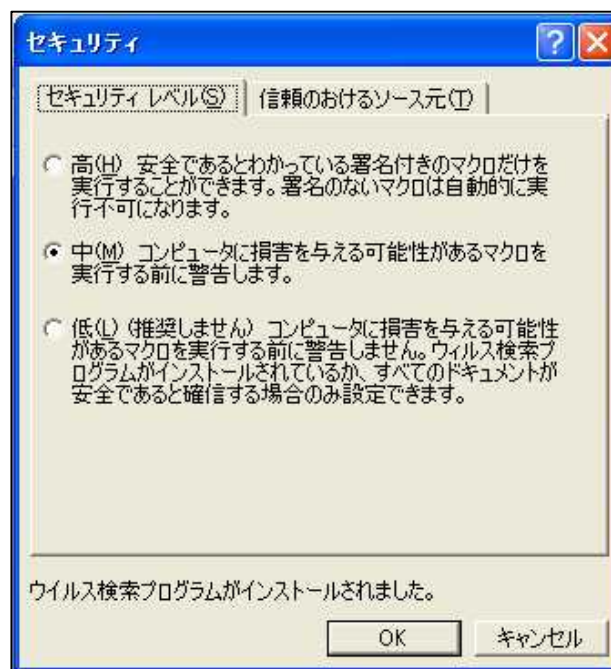 セキュリティ
セキュリティ レベル(S) 信頼のおけるソース元(T)
高(H) 安全であるとわかっている署名付きのマクロだけを
実行することができます。署名のないマクロは自動的に実
行不可になります。
中(M) コンピュータに損害を与える可能性があるマクロを
実行する前に警告します。
低(L) (推奨しません) コンピュータに損害を与える可能性
があるマクロを実行する前に警告しません。ウィルス検索プ
ログラムがインストールされているか、すべてのドキュメントが
安全であると確信する場合のみ設定できます。
ウイルス検索プログラムがインストールされました。
OK キャンセル